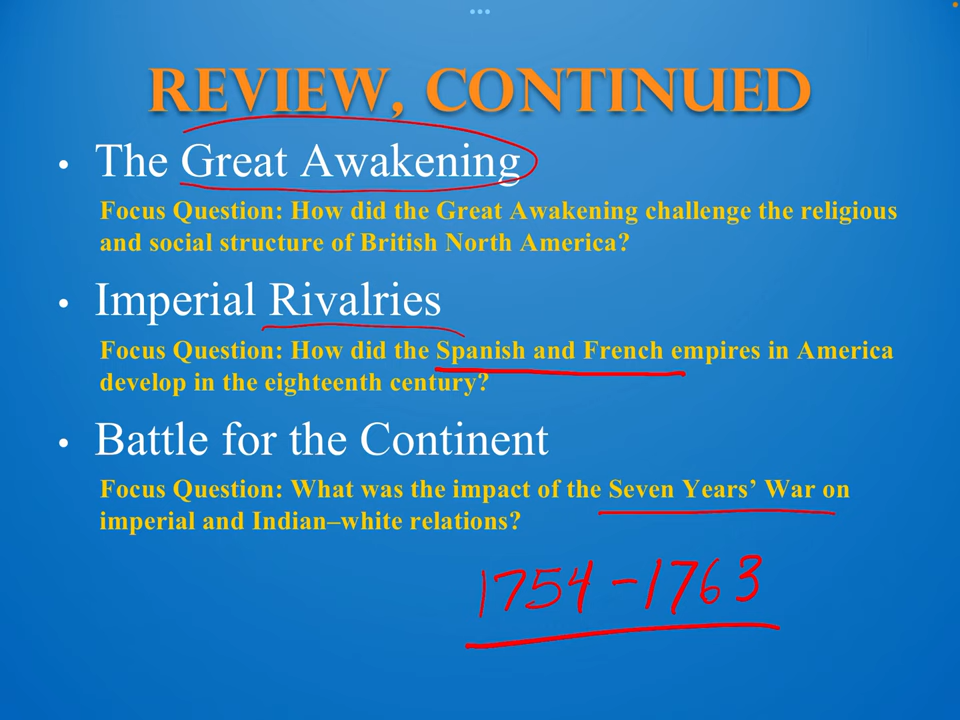 REVIEW, CONTINUED
• The Great Awakening
Focus Question: How did the Great Awakening challenge the religious
and social structure of British North America?
• Imperial Rivalries
Focus Question: How did the Spanish and French empires in America
develop in the eighteenth century?
• Battle for the Continent
Focus Question: What was the impact of the Seven Years’ War on
imperial and Indian–white relations?
1754-1763